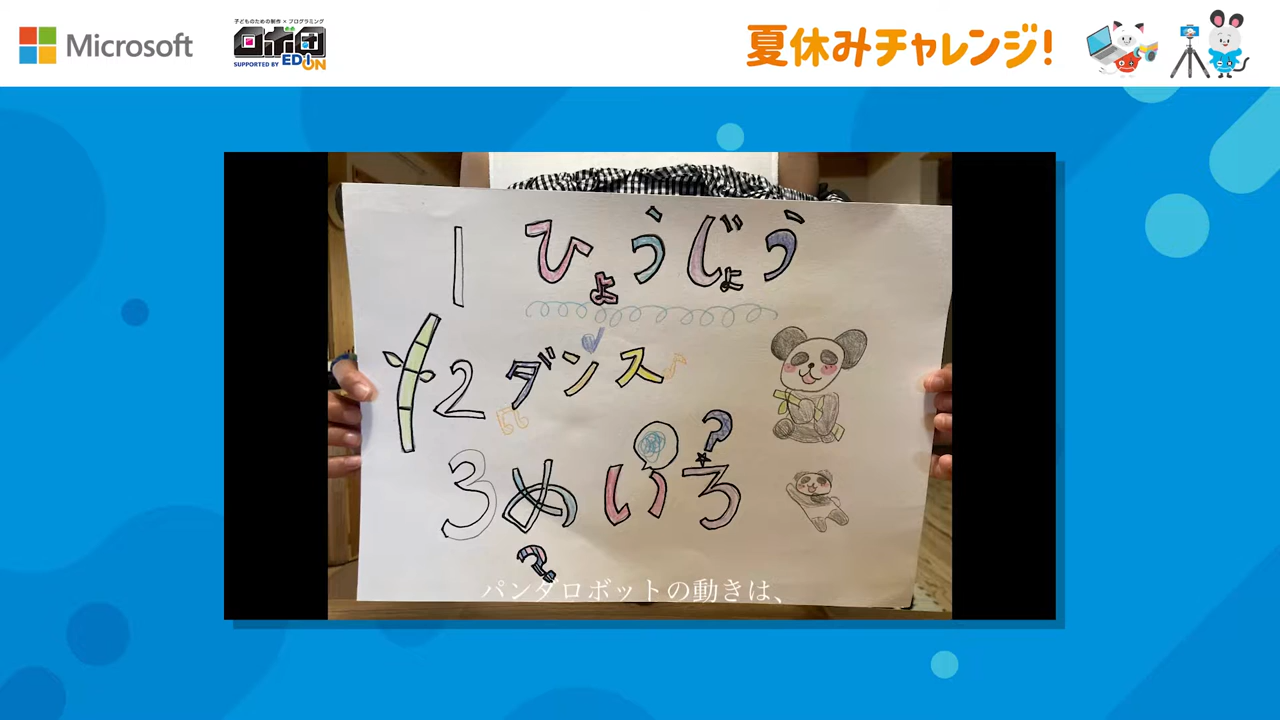 Microsoft
子どものための制作×プログラミング
ロボ団
SUPPORTED BY EDION
夏休みチャレンジ!
1 ひょうじょう
2 ダンス
3 めいろ
?
?
パンダロボットの動きは、